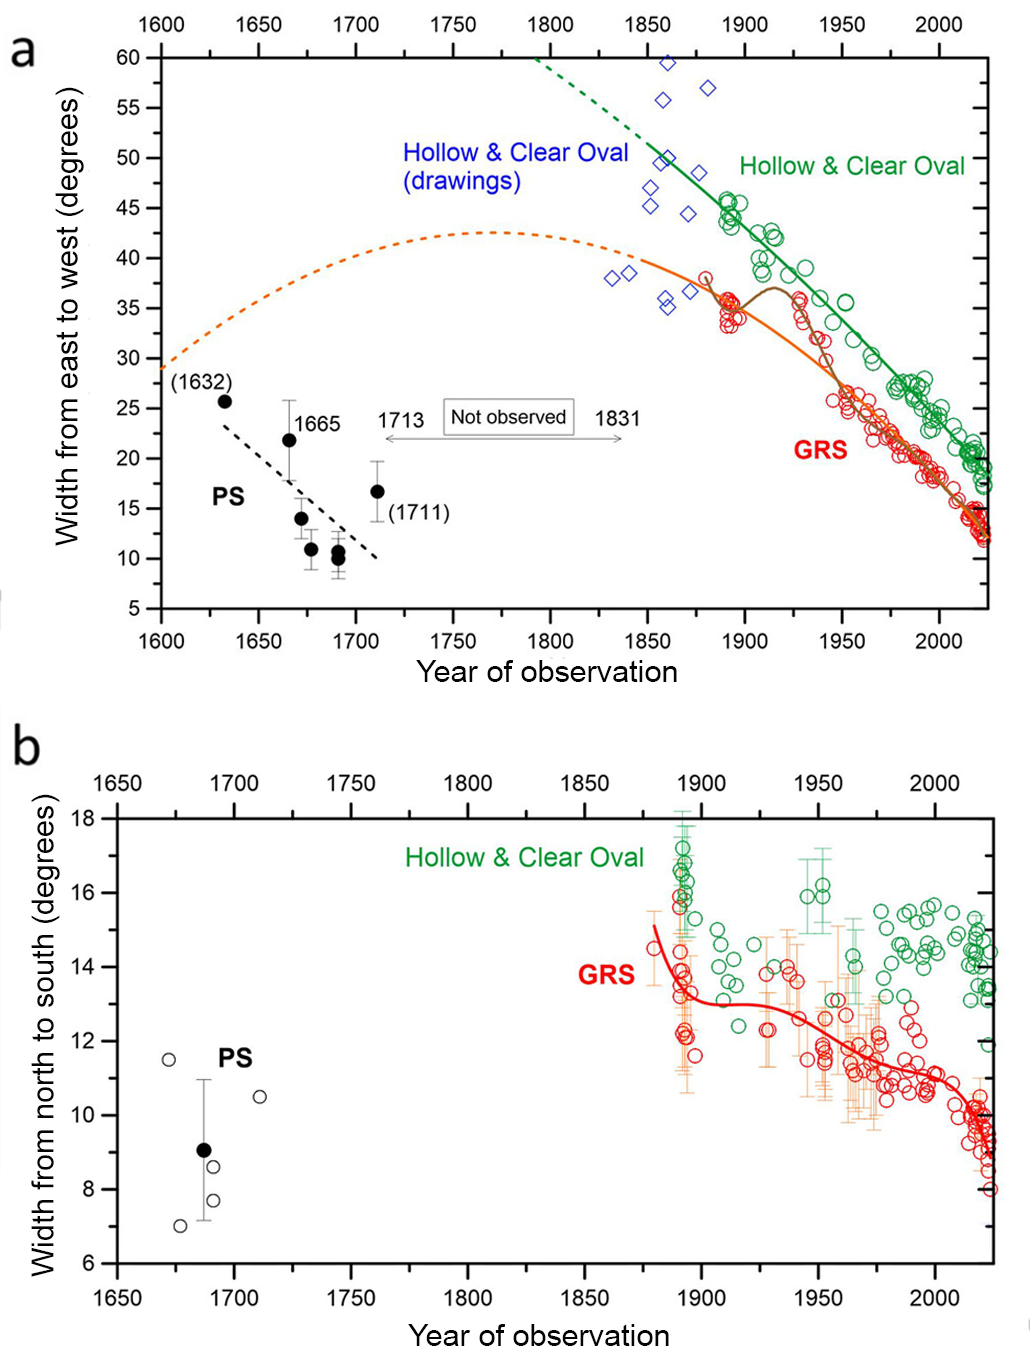 a
1600 1650 1700 1750 1800 1850 1900 1950 2000
60
55
50
45
40
35
30
25
20
15
10
5
Width from east to west (degrees)
Hollow & Clear Oval
(drawings)
Hollow & Clear Oval
(1632)
1665
1713
Not observed
1831
GRS
PS
(1711)
1600 1650 1700 1750 1800 1850 1900 1950 2000
Year of observation
b
1650 1700 1750 1800 1850 1900 1950 2000
18
16
14
12
10
8
6
Width from north to south (degrees)
Hollow & Clear Oval
GRS
PS
1650 1700 1750 1800 1850 1900 1950 2000
Year of observation